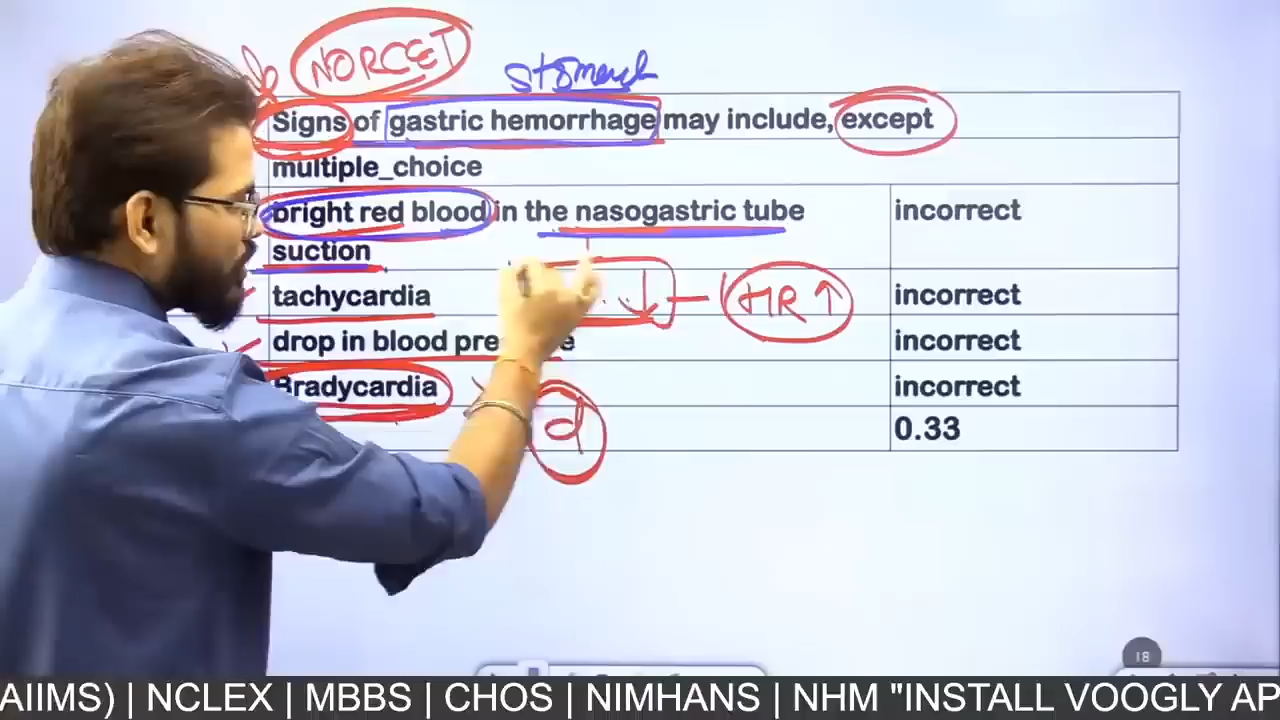 NORCET
stomach
Signs of gastric hemorrhage may include, except
multiple_choice
bright red blood in the nasogastric tube incorrect
suction
tachycardia incorrect
↓ — HR ↑
drop in blood pre e incorrect
Bradycardia incorrect
d
0.33
18
AIIMS) | NCLEX | MBBS | CHOS | NIMHANS | NHM "INSTALL VOOGLY AP